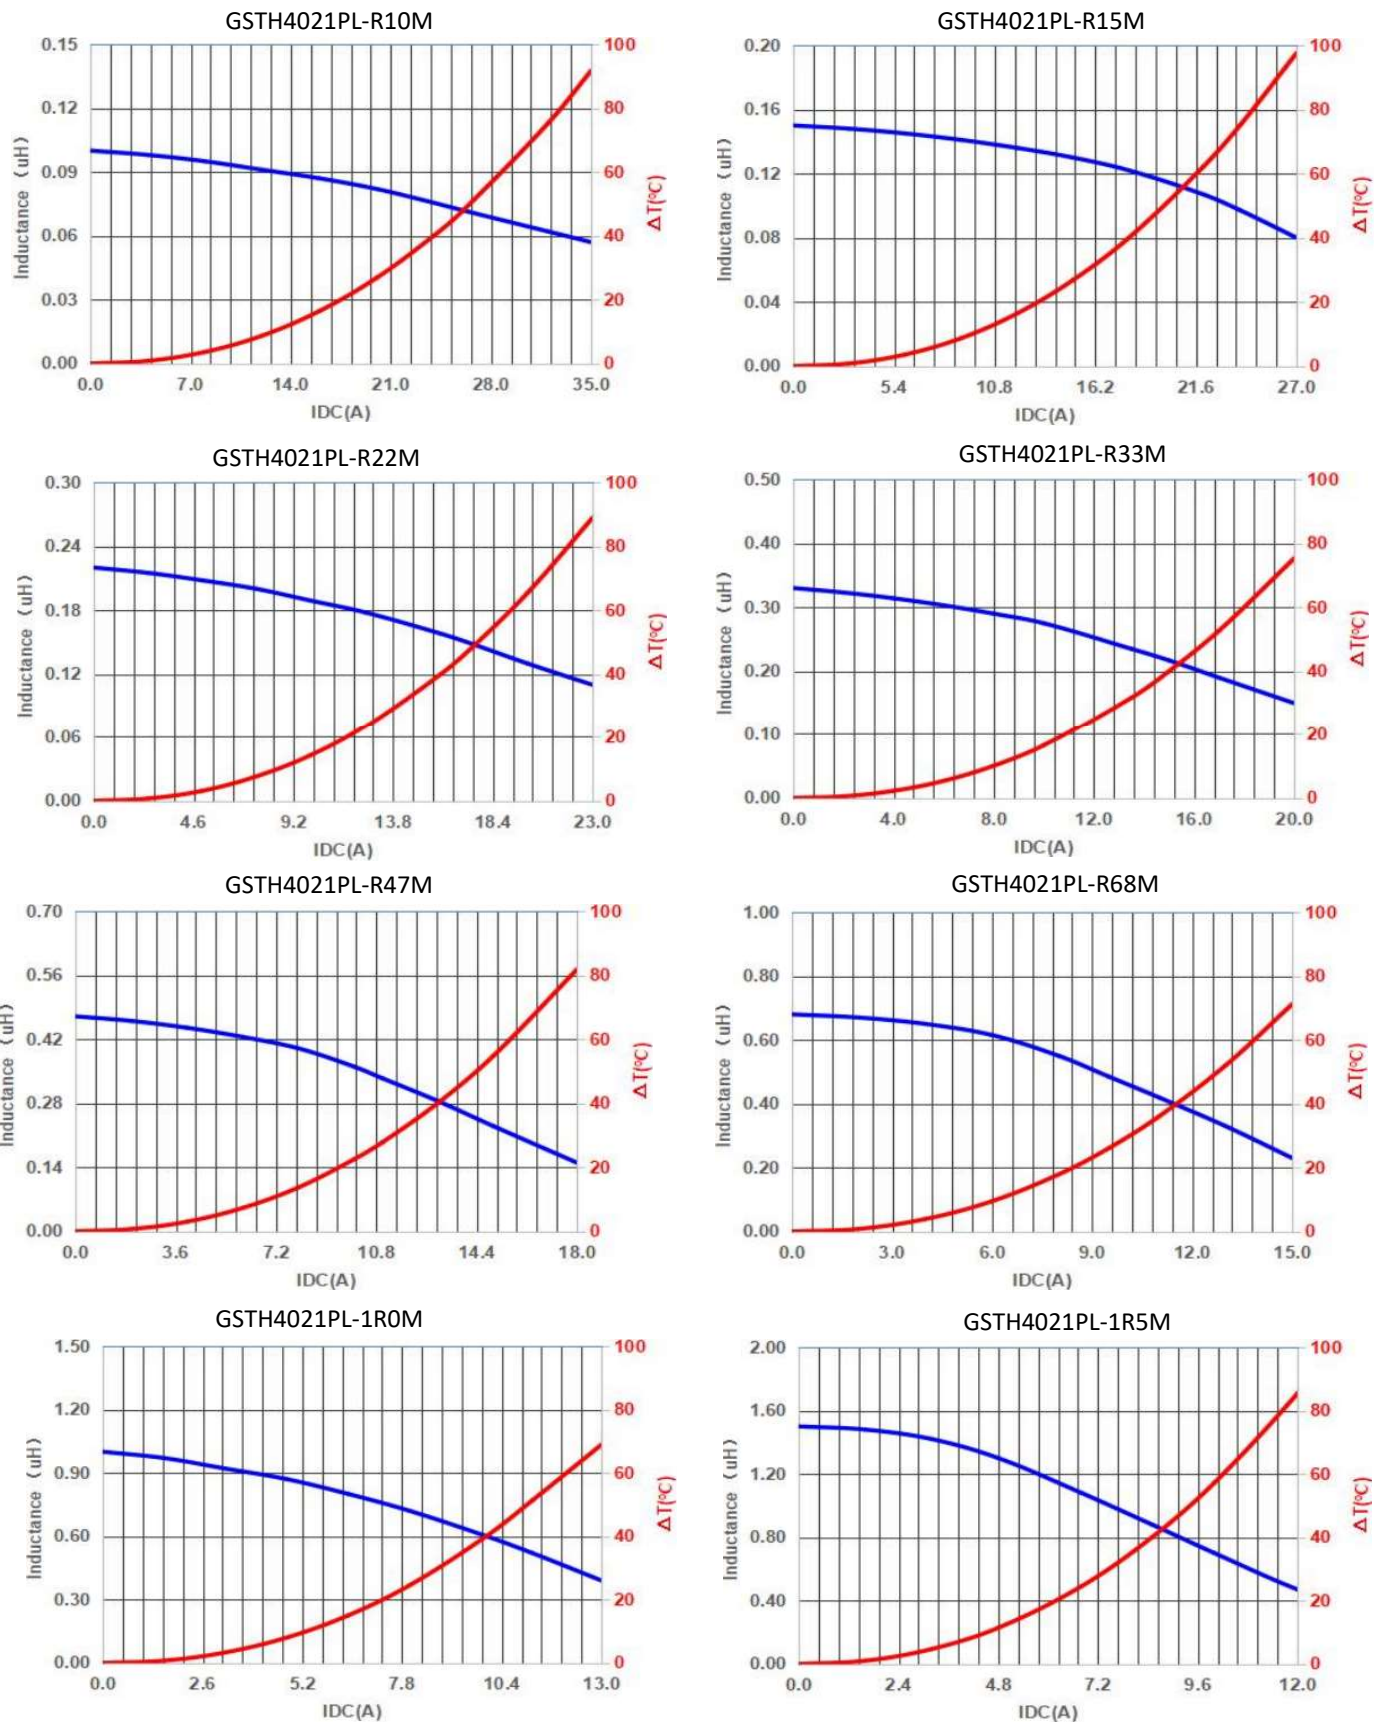 GSTH4021PL-R10M
0.15
0.12
0.09
0.06
0.03
0.00
Inductance (uH)
100
80
60
40
20
0
ΔT(℃)
0.0 7.0 14.0 21.0 28.0 35.0
IDC(A)
GSTH4021PL-R15M
0.20
0.16
0.12
0.08
0.04
0.00
Inductance (uH)
100
80
60
40
20
0
ΔT(℃)
0.0 5.4 10.8 16.2 21.6 27.0
IDC(A)
GSTH4021PL-R22M
0.30
0.24
0.18
0.12
0.06
0.00
Inductance (uH)
100
80
60
40
20
0
ΔT(℃)
0.0 4.6 9.2 13.8 18.4 23.0
IDC(A)
GSTH4021PL-R33M
0.50
0.40
0.30
0.20
0.10
0.00
Inductance (uH)
100
80
60
40
20
0
ΔT(℃)
0.0 4.0 8.0 12.0 16.0 20.0
IDC(A)
GSTH4021PL-R47M
0.70
0.56
0.42
0.28
0.14
0.00
Inductance (uH)
100
80
60
40
20
0
ΔT(℃)
0.0 3.6 7.2 10.8 14.4 18.0
IDC(A)
GSTH4021PL-R68M
1.00
0.80
0.60
0.40
0.20
0.00
Inductance (uH)
100
80
60
40
20
0
ΔT(℃)
0.0 3.0 6.0 9.0 12.0 15.0
IDC(A)
GSTH4021PL-1R0M
1.50
1.20
0.90
0.60
0.30
0.00
Inductance (uH)
100
80
60
40
20
0
ΔT(℃)
0.0 2.6 5.2 7.8 10.4 13.0
IDC(A)
GSTH4021PL-1R5M
2.00
1.60
1.20
0.80
0.40
0.00
Inductance (uH)
100
80
60
40
20
0
ΔT(℃)
0.0 2.4 4.8 7.2 9.6 12.0
IDC(A)